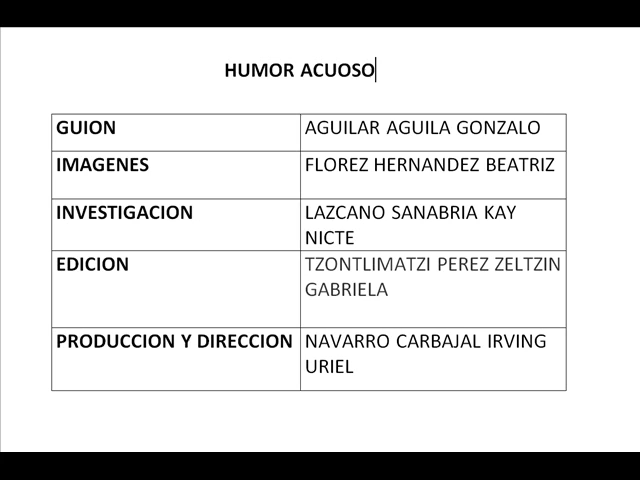 HUMOR ACUOSO
GUION
AGUILAR AGUILA GONZALO
IMAGENES
FLOREZ HERNANDEZ BEATRIZ
INVESTIGACION
LAZCANO SANABRIA KAY
NICTE
EDICION
TZONTLIMATZI PEREZ ZELTZIN
GABRIELA
PRODUCCION Y DIRECCION
NAVARRO CARBAJAL IRVING
URIEL